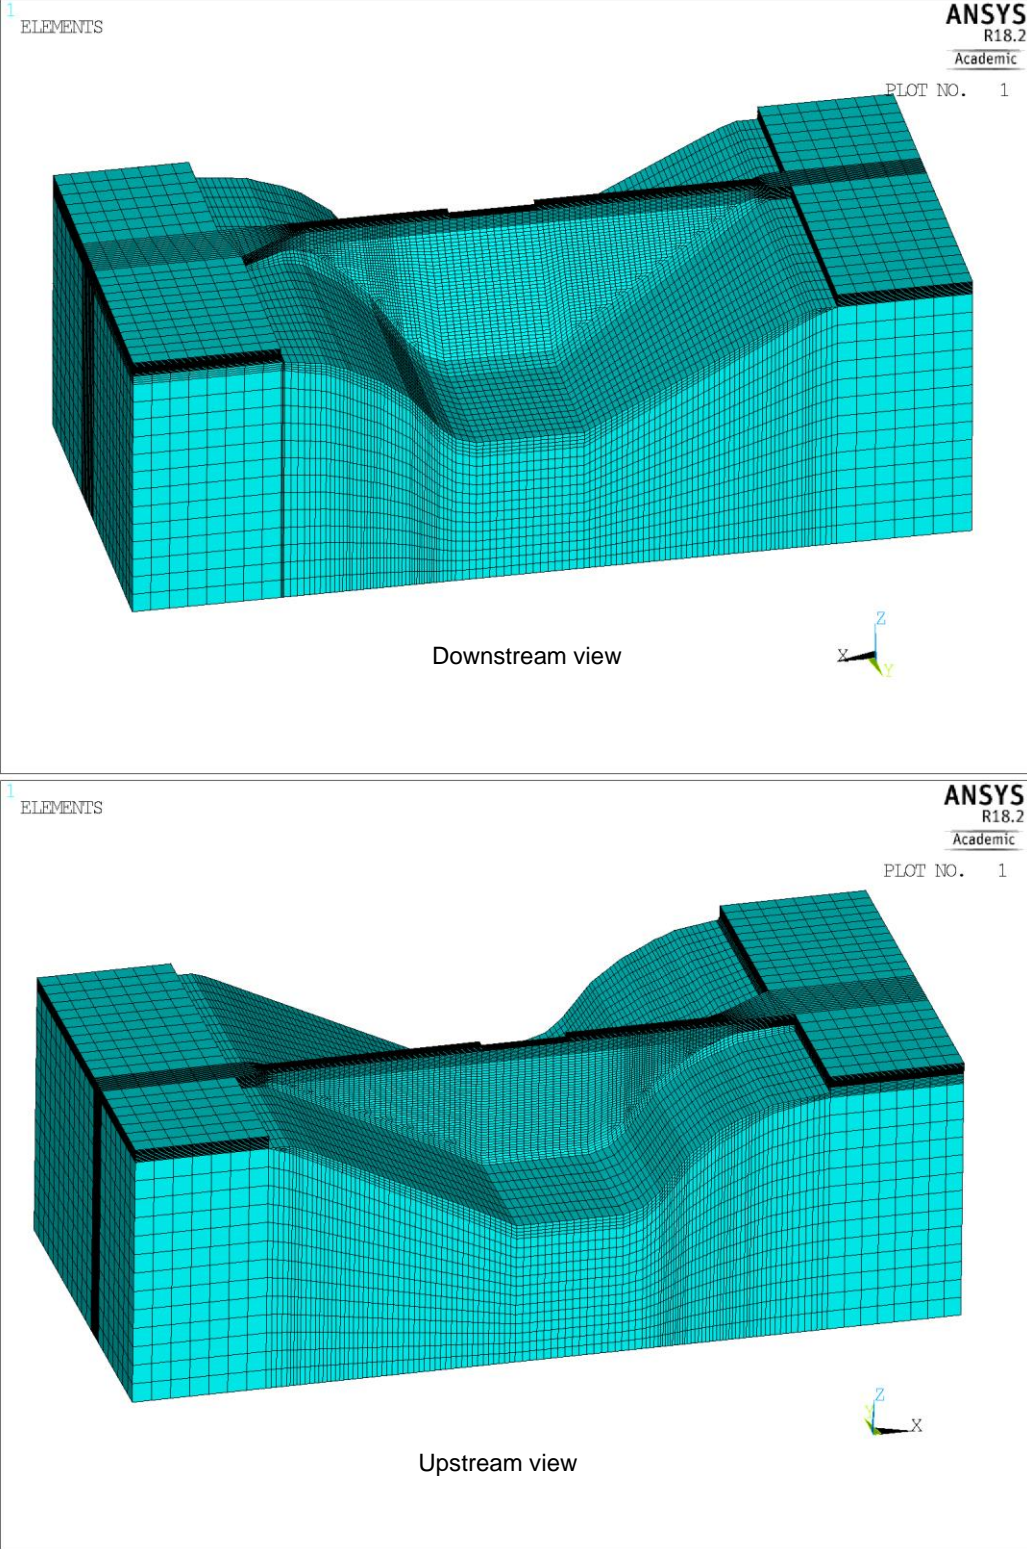 1
ELEMENTS
ANSYS
R18.2
Academic
PLOT NO. 1
Z
X
Y
Downstream view
1
ELEMENTS
ANSYS
R18.2
Academic
PLOT NO. 1
Z
Y
X
Upstream view